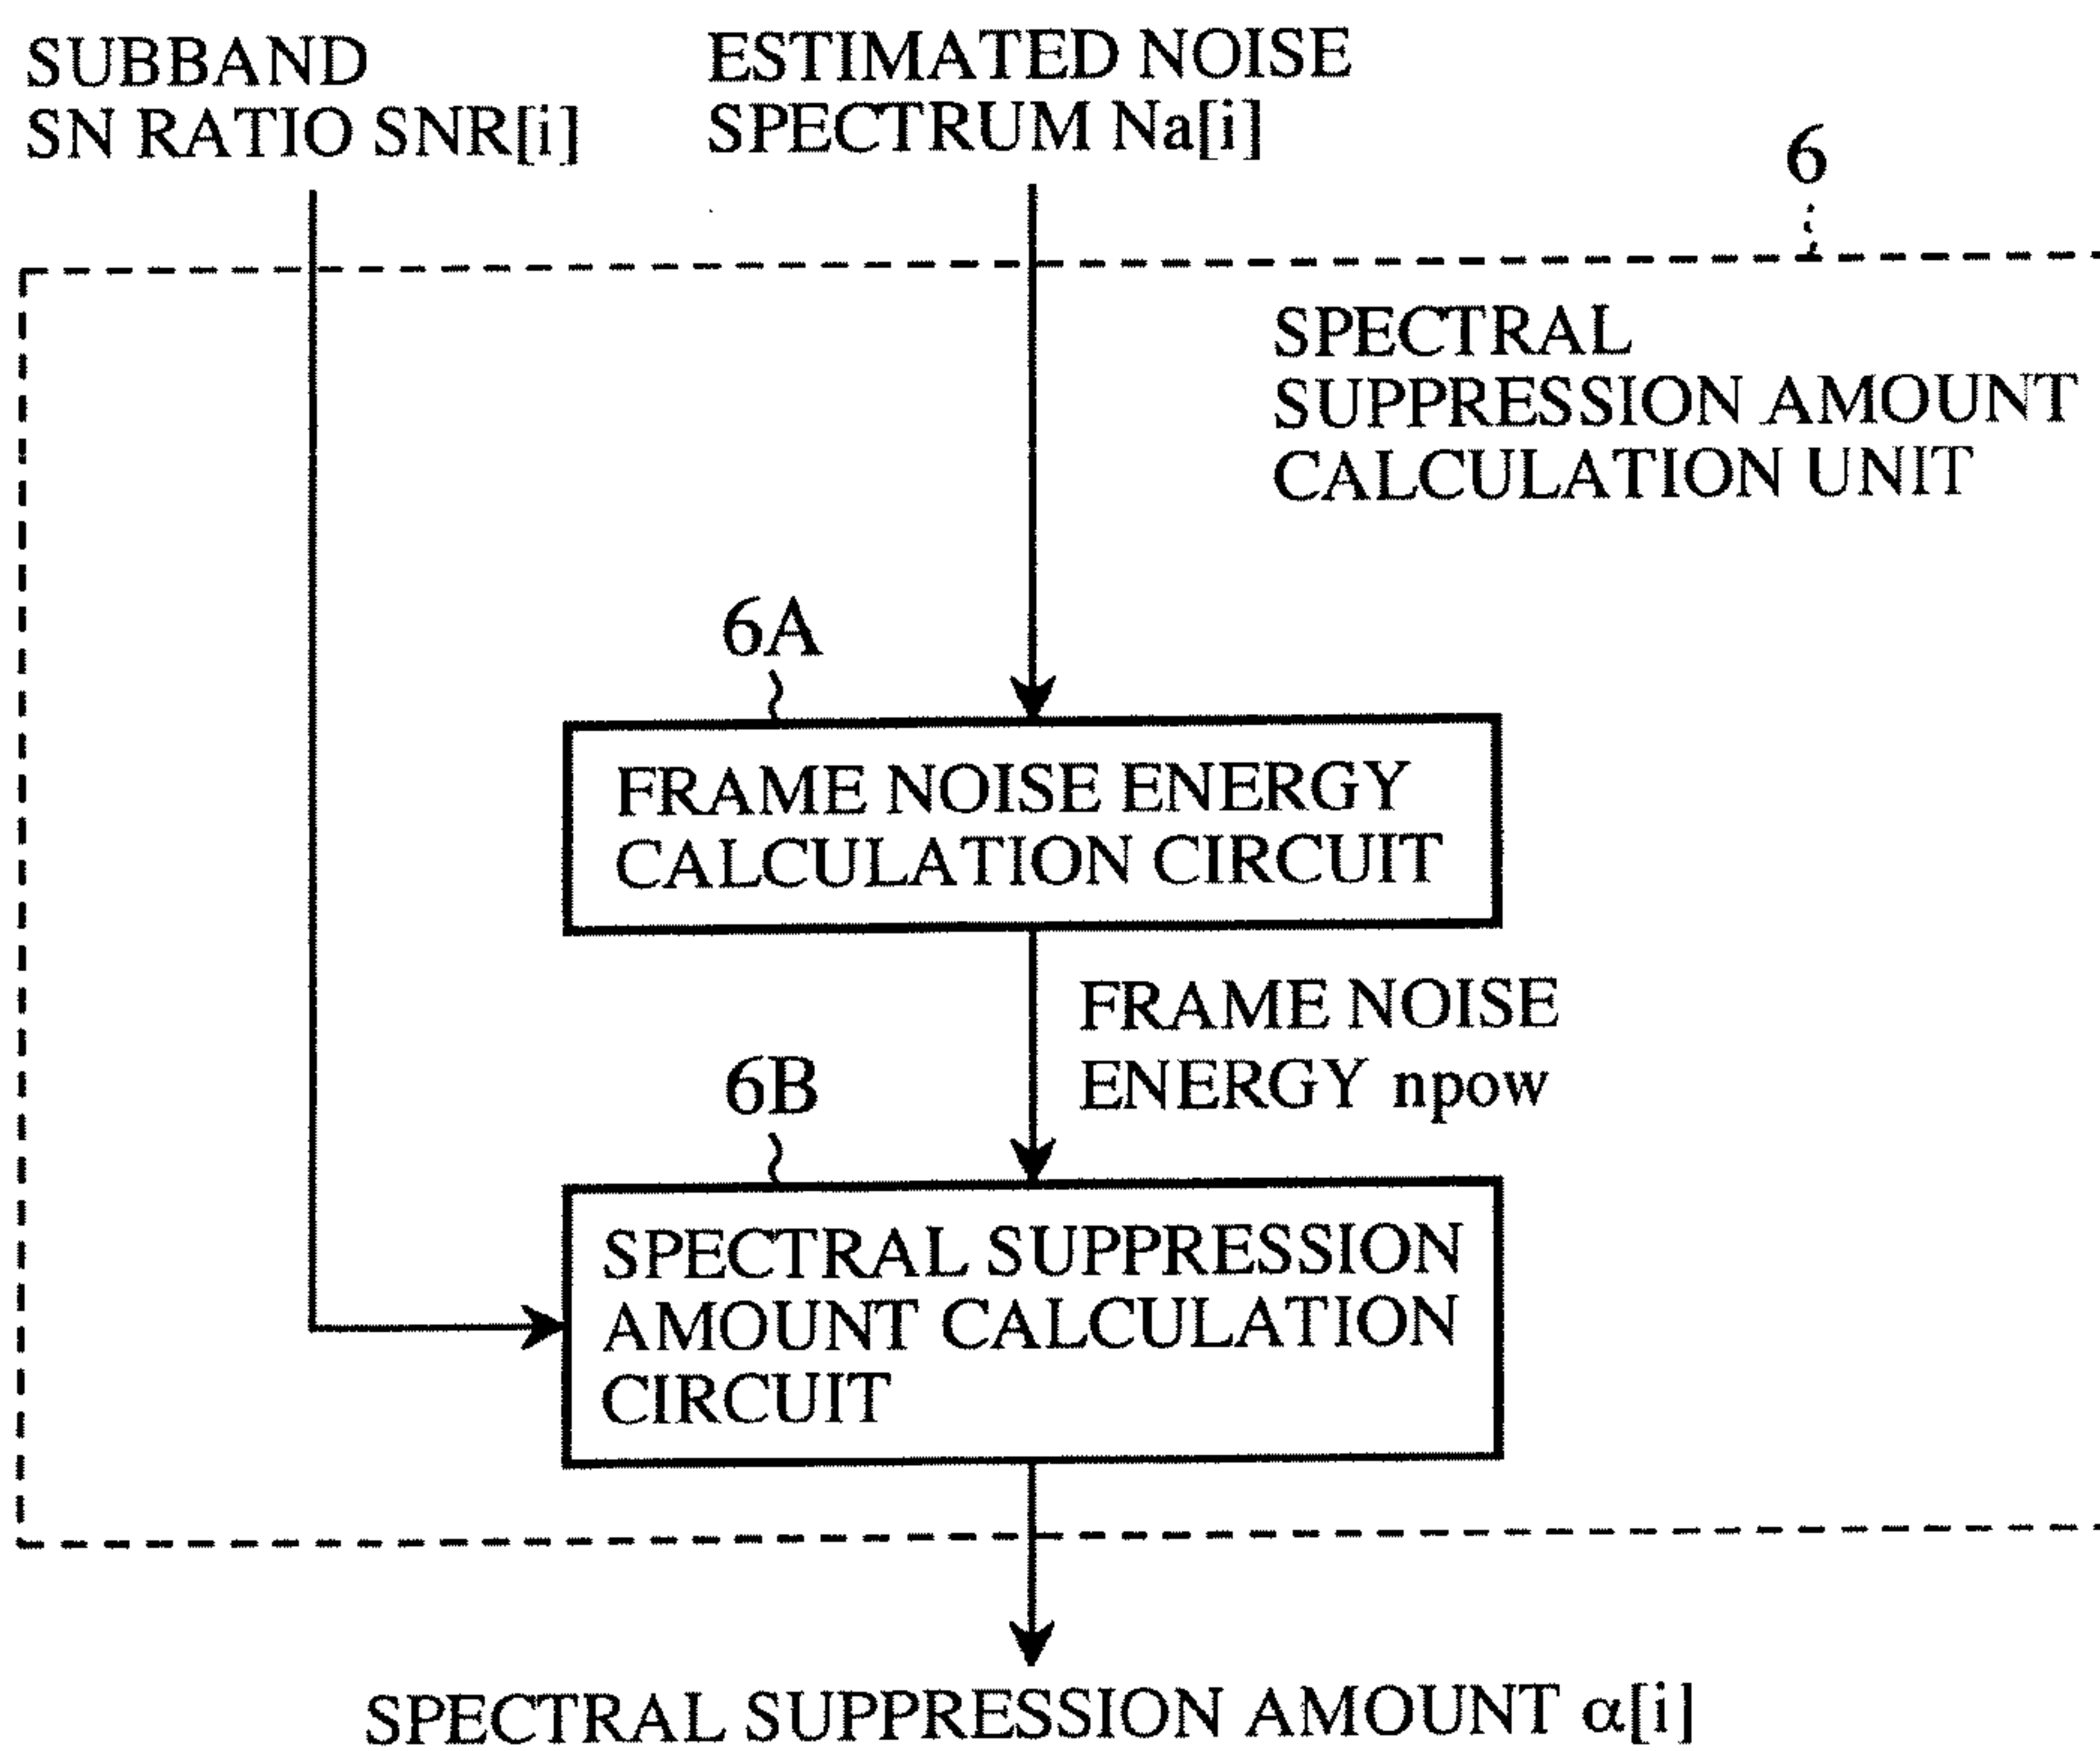 SUBBAND
SN RATIO SNR[i]
ESTIMATED NOISE
SPECTRUM Na[i]
6
SPECTRAL
SUPPRESSION AMOUNT
CALCULATION UNIT
6A
FRAME NOISE ENERGY
CALCULATION CIRCUIT
FRAME NOISE
ENERGY npow
6B
SPECTRAL SUPPRESSION
AMOUNT CALCULATION
CIRCUIT
SPECTRAL SUPPRESSION AMOUNT α[i]